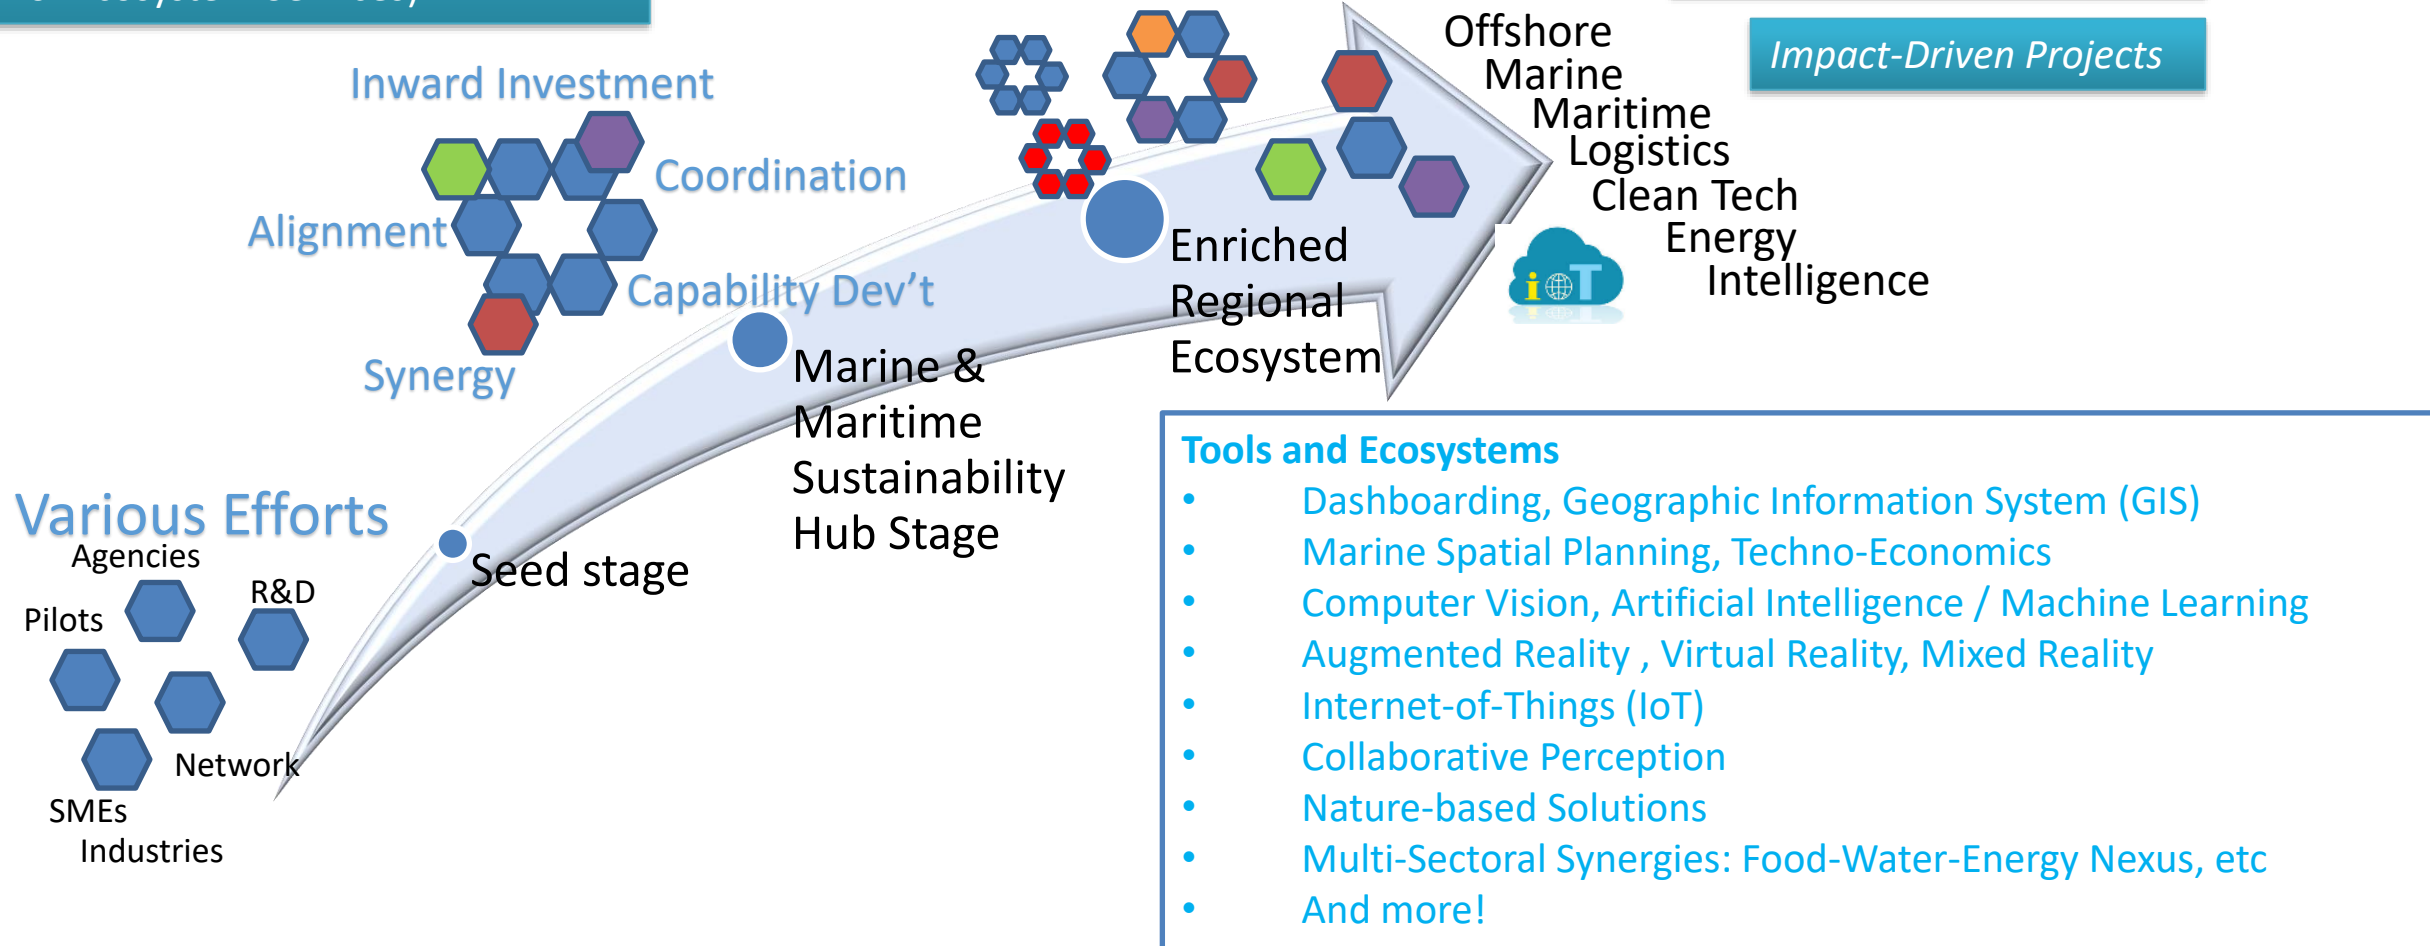 Impact-Driven Projects
Offshore
Marine
Maritime
Logistics
Clean Tech
Energy
Intelligence
ioT
Inward Investment
Coordination
Alignment
Capability Dev't
Synergy
Enriched
Regional
Ecosystem
Marine &
Maritime
Sustainability
Hub Stage
Seed stage
Various Efforts
Agencies
R&D
Pilots
Network
SMEs
Industries
Tools and Ecosystems
• Dashboarding, Geographic Information System (GIS)
• Marine Spatial Planning, Techno-Economics
• Computer Vision, Artificial Intelligence / Machine Learning
• Augmented Reality , Virtual Reality, Mixed Reality
• Internet-of-Things (IoT)
• Collaborative Perception
• Nature-based Solutions
• Multi-Sectoral Synergies: Food-Water-Energy Nexus, etc
• And more!